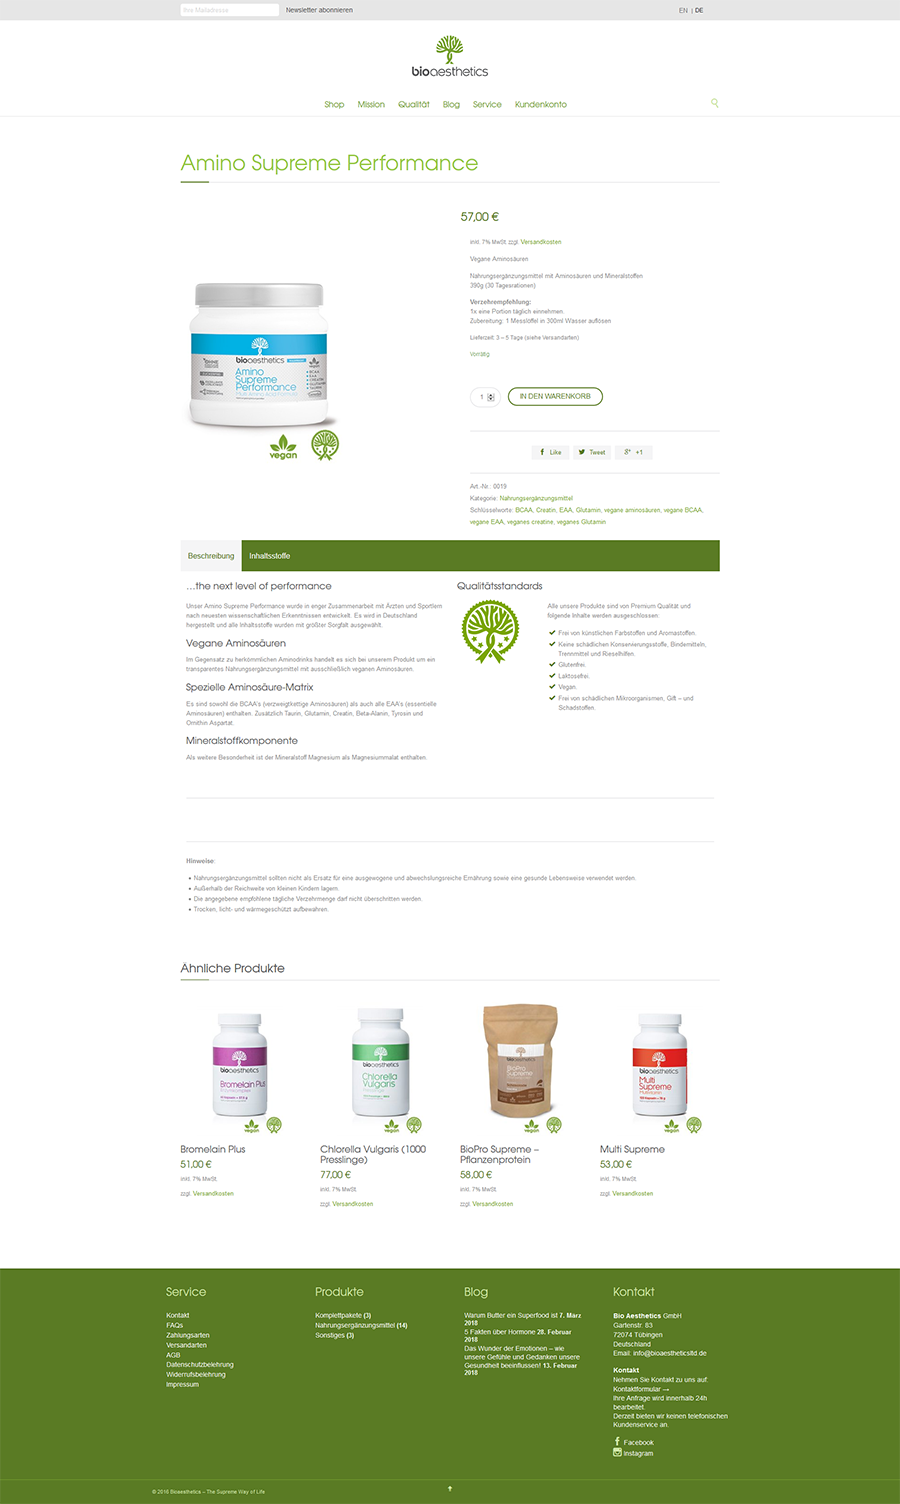 Ihre Mailadresse
Newsletter abonnieren
EN | DE
bioaesthetics
Shop Mission Qualität Blog Service Kundenkonto
Amino Supreme Performance
57,00 €
inkl. 7% MwSt. zzgl. Versandkosten
Vegane Aminosäuren
Nahrungsergänzungsmittel mit Aminosäuren und Mineralstoffen
390g (30 Tagesrationen)
Verzehrempfehlung:
1x eine Portion täglich einnehmen.
Zubereitung: 1 Messlöffel in 300ml Wasser auflösen
Lieferzeit: 3 – 5 Tage (siehe Versandarten)
Vorrätig
bioaesthetics
Amino
Supreme
Performance
vegan
1
IN DEN WARENKORB
Like
Tweet
+1
Art.-Nr.: 0019
Kategorie: Nahrungsergänzungsmittel
Schlüsselworte: BCAA, Creatin, EAA, Glutamin, vegane aminosäuren, vegane BCAA,
vegane EAA, veganes creatine, veganes Glutamin
Beschreibung
Inhaltsstoffe
...the next level of performance
Unser Amino Supreme Performance wurde in enger Zusammenarbeit mit Ärzten und Sportlern
nach neuesten wissenschaftlichen Erkenntnissen entwickelt. Es wird in Deutschland
hergestellt und alle Inhaltsstoffe wurden mit größter Sorgfalt ausgewählt.
Vegane Aminosäuren
Im Gegensatz zu herkömmlichen Aminodrinks handelt es sich bei unserem Produkt um ein
transparentes Nahrungsergänzungsmittel mit ausschließlich veganen Aminosäuren.
Spezielle Aminosäure-Matrix
Es sind sowohl die BCAA's (verzweigtkettige Aminosäuren) als auch alle EAA's (essentielle
Aminosäuren) enthalten. Zusätzlich Taurin, Glutamin, Creatin, Beta-Alanin, Tyrosin und
Ornithin Aspartat.
Mineralstoffkomponente
Als weitere Besonderheit ist der Mineralstoff Magnesium als Magnesiummalat enthalten.
Qualitätsstandards
Alle unsere Produkte sind von Premium Qualität und
folgende Inhalte werden ausgeschlossen:
Frei von künstlichen Farbstoffen und Aromastoffen.
Keine schädlichen Konservierungsstoffe, Bindemitteln,
Trennmittel und Rieselhilfen.
Glutenfrei.
Laktosefrei.
Vegan.
Frei von schädlichen Mikroorganismen, Gift – und
Schadstoffen.
Hinweise:
• Nahrungsergänzungsmittel sollten nicht als Ersatz für eine ausgewogene und abwechslungsreiche Ernährung sowie eine gesunde Lebensweise verwendet werden.
• Außerhalb der Reichweite von kleinen Kindern lagern.
• Die angegebene empfohlene tägliche Verzehrmenge darf nicht überschritten werden.
• Trocken, licht- und wärmegeschützt aufbewahren.
Ähnliche Produkte
bioaesthetics
Bromelain Plus
vegan
Bromelain Plus
51,00 €
inkl. 7% MwSt.
zzgl. Versandkosten
bioaesthetics
Chlorella
Vulgaris
vegan
Chlorella Vulgaris (1000
Presslinge)
77,00 €
inkl. 7% MwSt.
zzgl. Versandkosten
bioaesthetics
BioPro
Supreme
vegan
BioPro Supreme –
Pflanzenprotein
58,00 €
inkl. 7% MwSt.
zzgl. Versandkosten
bioaesthetics
Multi
Supreme
vegan
Multi Supreme
53,00 €
inkl. 7% MwSt.
zzgl. Versandkosten
Service
Kontakt
FAQs
Zahlungsarten
Versandarten
AGB
Datenschutzbelehrung
Widerrufsbelehrung
Impressum
Produkte
Komplettpakete (3)
Nahrungsergänzungsmittel (14)
Sonstiges (3)
Blog
Warum Butter ein Superfood ist 7. März
2018
5 Fakten über Hormone 28. Februar
2018
Das Wunder der Emotionen – wie
unsere Gefühle und Gedanken unsere
Gesundheit beeinflussen! 13. Februar
2018
Kontakt
Bio Aesthetics GmbH
Gartenstr. 83
72074 Tübingen
Deutschland
Email: info@bioaestheticsltd.de
Kontakt
Nehmen Sie Kontakt zu uns auf:
Kontaktformular →
Ihre Anfrage wird innerhalb 24h
bearbeitet.
Derzeit bieten wir keinen telefonischen
Kundenservice an.
Facebook
Instagram
© 2016 Bioaesthetics – The Supreme Way of Life